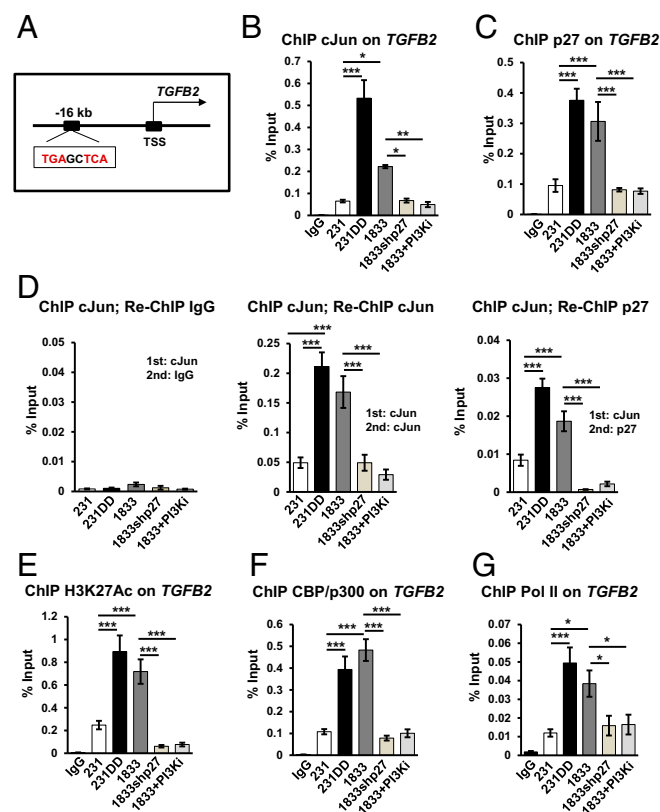 A
TGFB2
-16 kb
TSS
TGAGCTCA
B
ChIP cJun on TGFB2
% Input
0.7
0.6
0.5
0.4
0.3
0.2
0.1
0
*
***
**
*
IgG
231
231DD
1833
1833shp27
1833+PI3Ki
C
ChIP p27 on TGFB2
% Input
0.5
0.4
0.3
0.2
0.1
0
***
***
***
***
IgG
231
231DD
1833
1833shp27
1833+PI3Ki
D
ChIP cJun; Re-ChIP IgG
% Input
0.04
0.03
0.02
0.01
0
1st: cJun
2nd: IgG
231
231DD
1833
1833shp27
1833+PI3Ki
ChIP cJun; Re-ChIP cJun
% Input
0.25
0.2
0.15
0.1
0.05
0
***
***
***
***
1st: cJun
2nd: cJun
231
231DD
1833
1833shp27
1833+PI3Ki
ChIP cJun; Re-ChIP p27
% Input
0.04
0.03
0.02
0.01
0
***
***
***
***
1st: cJun
2nd: p27
231
231DD
1833
1833shp27
1833+PI3Ki
E
ChIP H3K27Ac on TGFB2
% Input
1.2
1
0.8
0.6
0.4
0.2
0
***
***
***
***
IgG
231
231DD
1833
1833shp27
1833+PI3Ki
F
ChIP CBP/p300 on TGFB2
% Input
0.6
0.5
0.4
0.3
0.2
0.1
0
***
***
***
***
IgG
231
231DD
1833
1833shp27
1833+PI3Ki
G
ChIP Pol II on TGFB2
% Input
0.07
0.06
0.05
0.04
0.03
0.02
0.01
0
*
***
*
*
IgG
231
231DD
1833
1833shp27
1833+PI3Ki